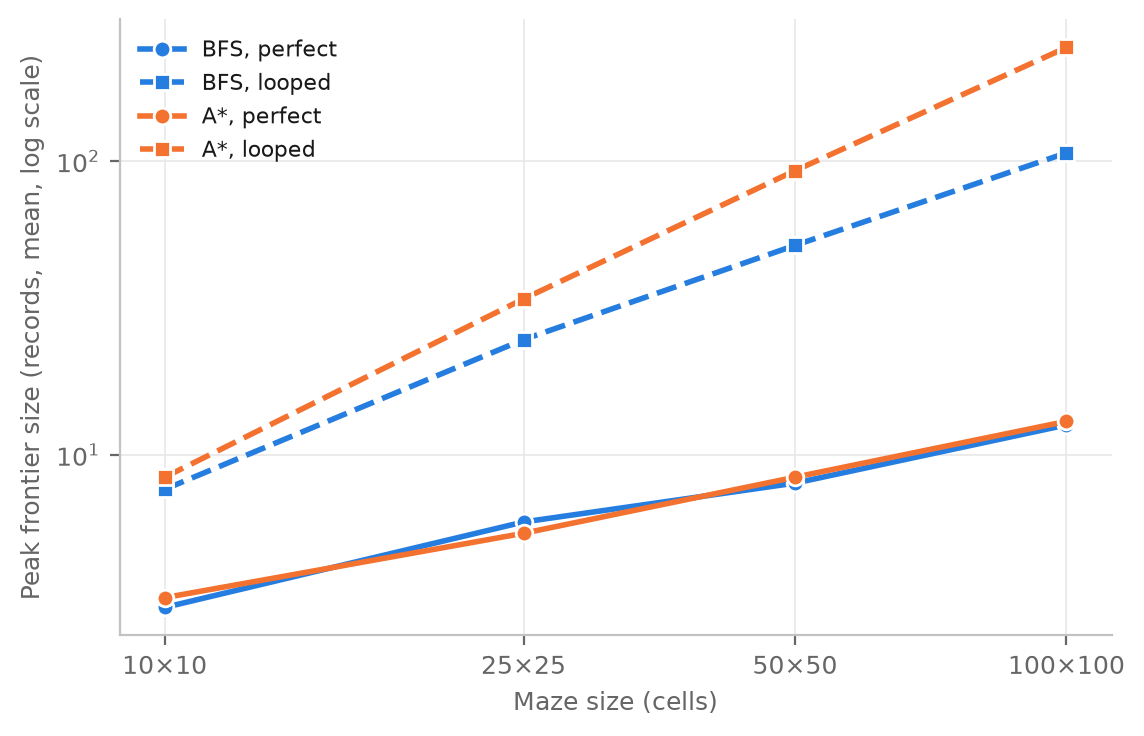 BFS, perfect
BFS, looped
A*, perfect
A*, looped
Peak frontier size (records, mean, log scale)
10²
10¹
10×10
25×25
50×50
100×100
Maze size (cells)